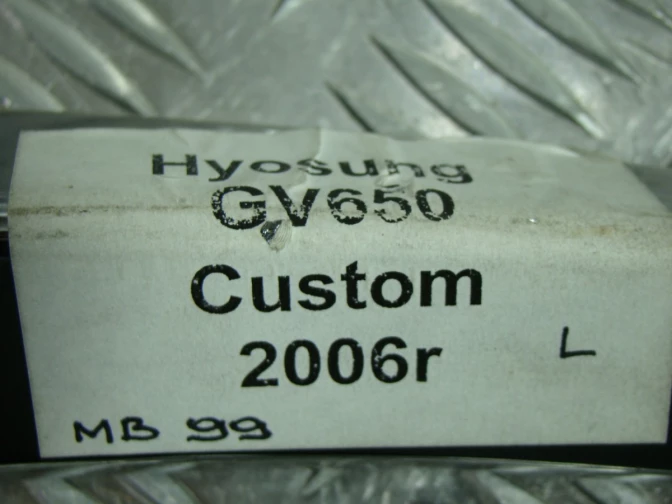 Hyosung
GV650
Custom
2006r
L
MB 99